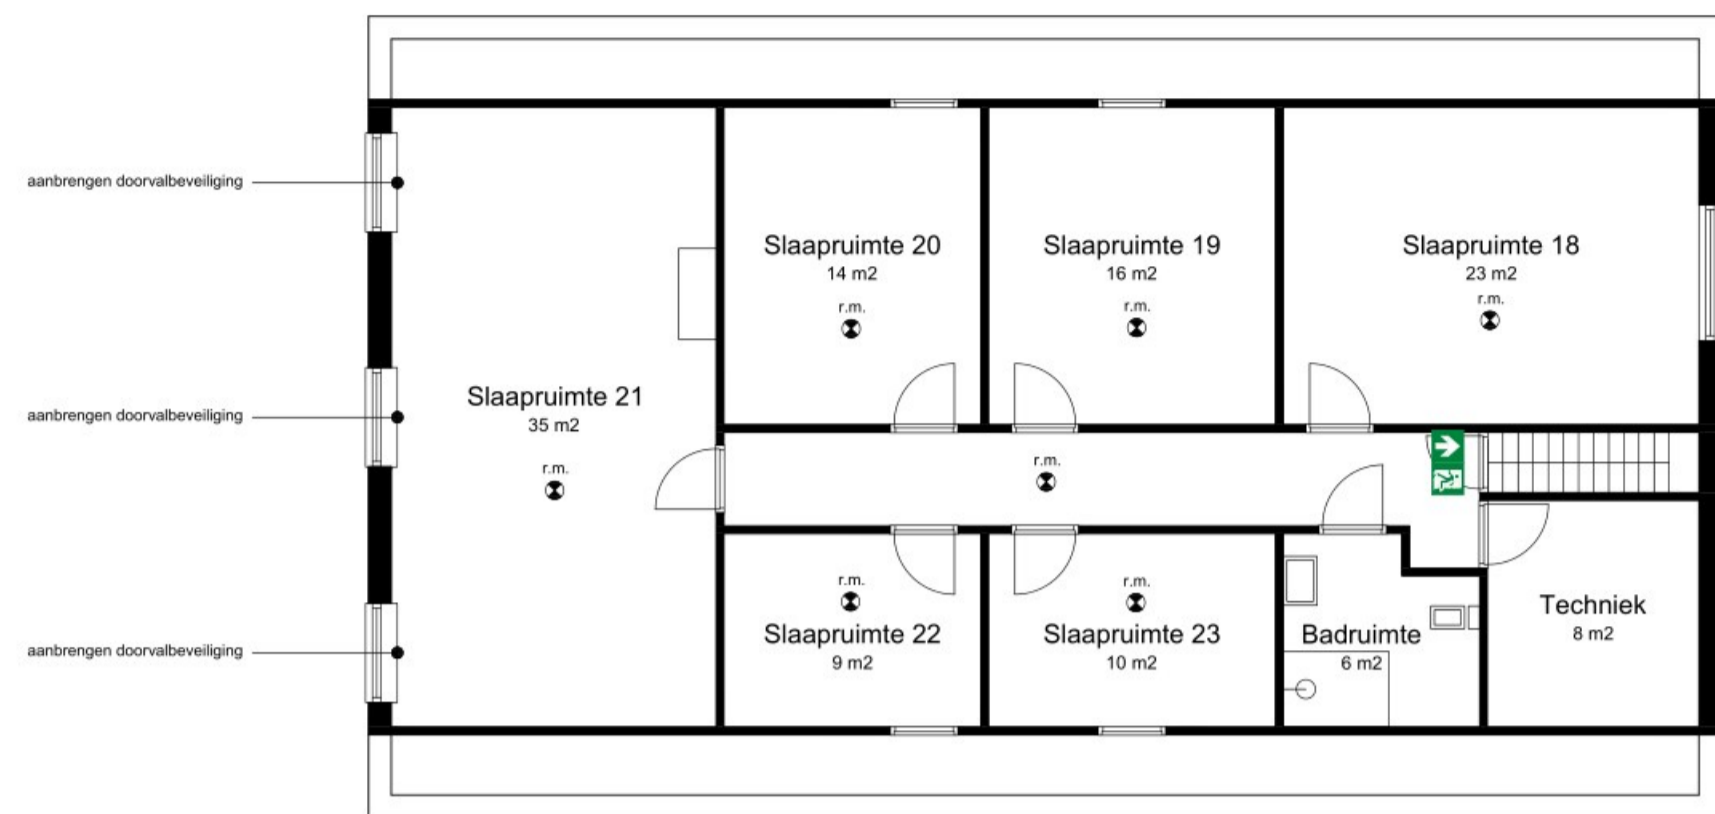 aanbrengen doorvalbeveiliging
Slaapruimte 20
14 m2
r.m.
Slaapruimte 19
16 m2
r.m.
Slaapruimte 18
23 m2
r.m.
aanbrengen doorvalbeveiliging
Slaapruimte 21
35 m2
r.m.
r.m.
r.m.
Slaapruimte 22
9 m2
r.m.
Slaapruimte 23
10 m2
Badruimte
6 m2
Techniek
8 m2
aanbrengen doorvalbeveiliging